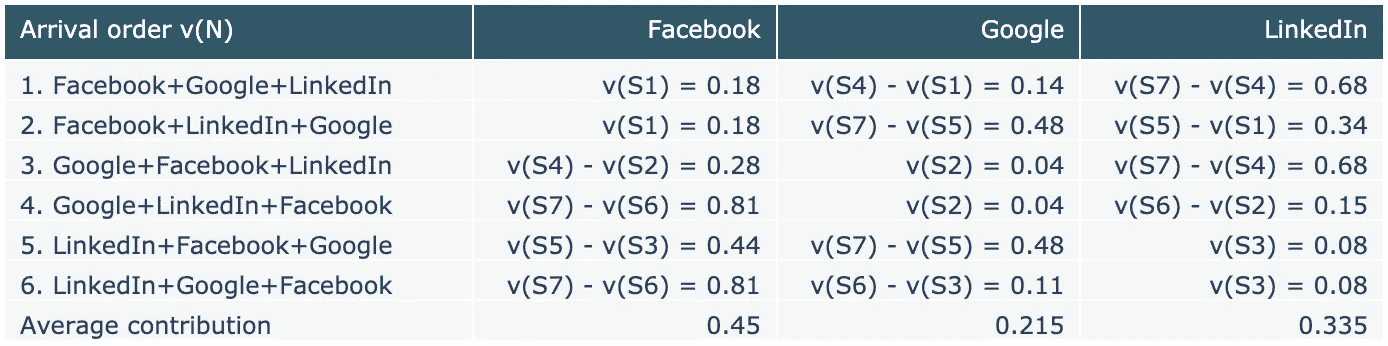 Arrival order v(N) Facebook Google LinkedIn
1. Facebook+Google+LinkedIn v(S1) = 0.18 v(S4) - v(S1) = 0.14 v(S7) - v(S4) = 0.68
2. Facebook+LinkedIn+Google v(S1) = 0.18 v(S7) - v(S5) = 0.48 v(S5) - v(S1) = 0.34
3. Google+Facebook+LinkedIn v(S4) - v(S2) = 0.28 v(S2) = 0.04 v(S7) - v(S4) = 0.68
4. Google+LinkedIn+Facebook v(S7) - v(S6) = 0.81 v(S2) = 0.04 v(S6) - v(S2) = 0.15
5. LinkedIn+Facebook+Google v(S5) - v(S3) = 0.44 v(S7) - v(S5) = 0.48 v(S3) = 0.08
6. LinkedIn+Google+Facebook v(S7) - v(S6) = 0.81 v(S6) - v(S3) = 0.11 v(S3) = 0.08
Average contribution 0.45 0.215 0.335